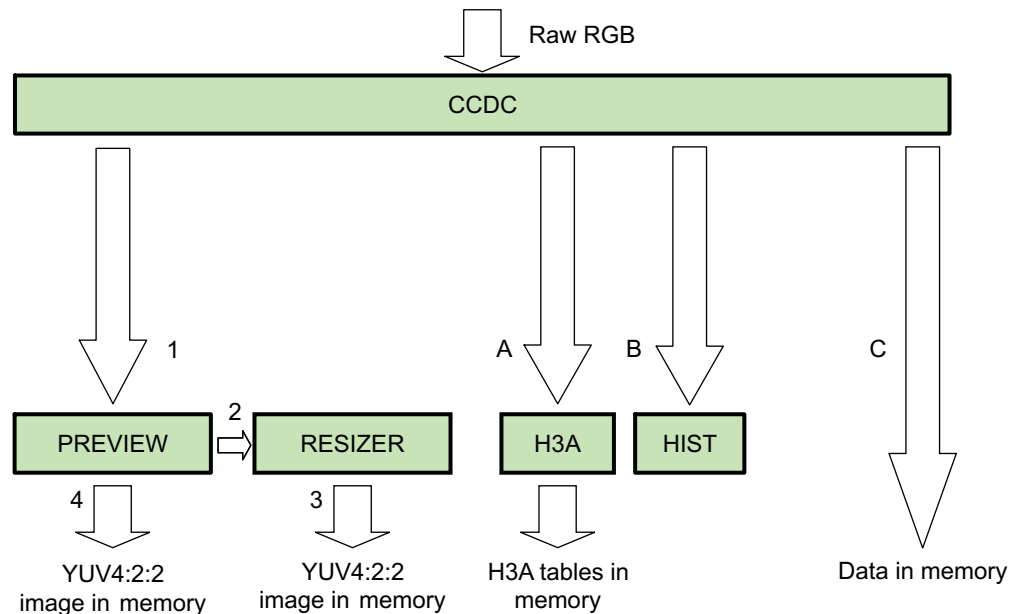 Raw RGB
CCDC
1
A
B
C
2
PREVIEW
RESIZER
H3A
HIST
4
3
YUV4:2:2
image in memory
YUV4:2:2
image in memory
H3A tables in
memory
Data in memory